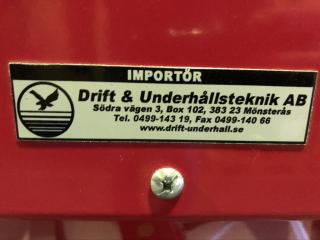 IMPORTÖR
Drift & Underhållsteknik AB
Södra vägen 3, Box 102, 383 23 Mönsterås
Tel. 0499-143 19, Fax 0499-140 66
www.drift-underhall.se